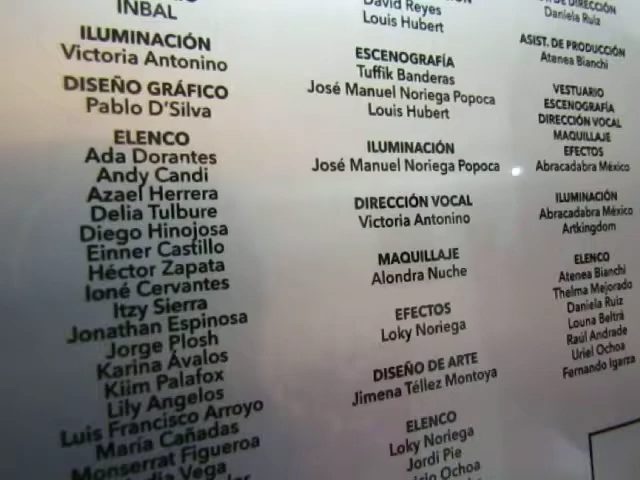 INBAL
ILUMINACIÓN
Victoria Antonino
DISEÑO GRÁFICO
Pablo D'Silva
ELENCO
Ada Dorantes
Andy Candi
Azael Herrera
Delia Tulbure
Diego Hinojosa
Einner Castillo
Héctor Zapata
Ioné Cervantes
Itzy Sierra
Jonathan Espinosa
Jorge Plosh
Karina Ávalos
Kiim Palafox
Lily Angelos
Luis Francisco Arroyo
María Cañadas
Monserrat Figueroa
Vega
David Reyes
Louis Hubert
ESCENOGRAFÍA
Tuffik Banderas
José Manuel Noriega Popoca
Louis Hubert
ILUMINACIÓN
José Manuel Noriega Popoca
DIRECCIÓN VOCAL
Victoria Antonino
MAQUILLAJE
Alondra Nuche
EFECTOS
Loky Noriega
DISEÑO DE ARTE
Jimena Téllez Montoya
ELENCO
Loky Noriega
Jordi Pie
Ochoa
DE DIRECCIÓN
Daniela Ruiz
ASIST. DE PRODUCCIÓN
Atenea Bianchi
VESTUARIO
ESCENOGRAFÍA
DIRECCIÓN VOCAL
MAQUILLAJE
EFECTOS
Abracadabra México
ILUMINACIÓN
Abracadabra México
Artkingdom
ELENCO
Atenea Bianchi
Thelma Mejorado
Daniela Ruiz
Louna Beltrá
Raúl Andrade
Uriel Ochoa
Fernando Igarza